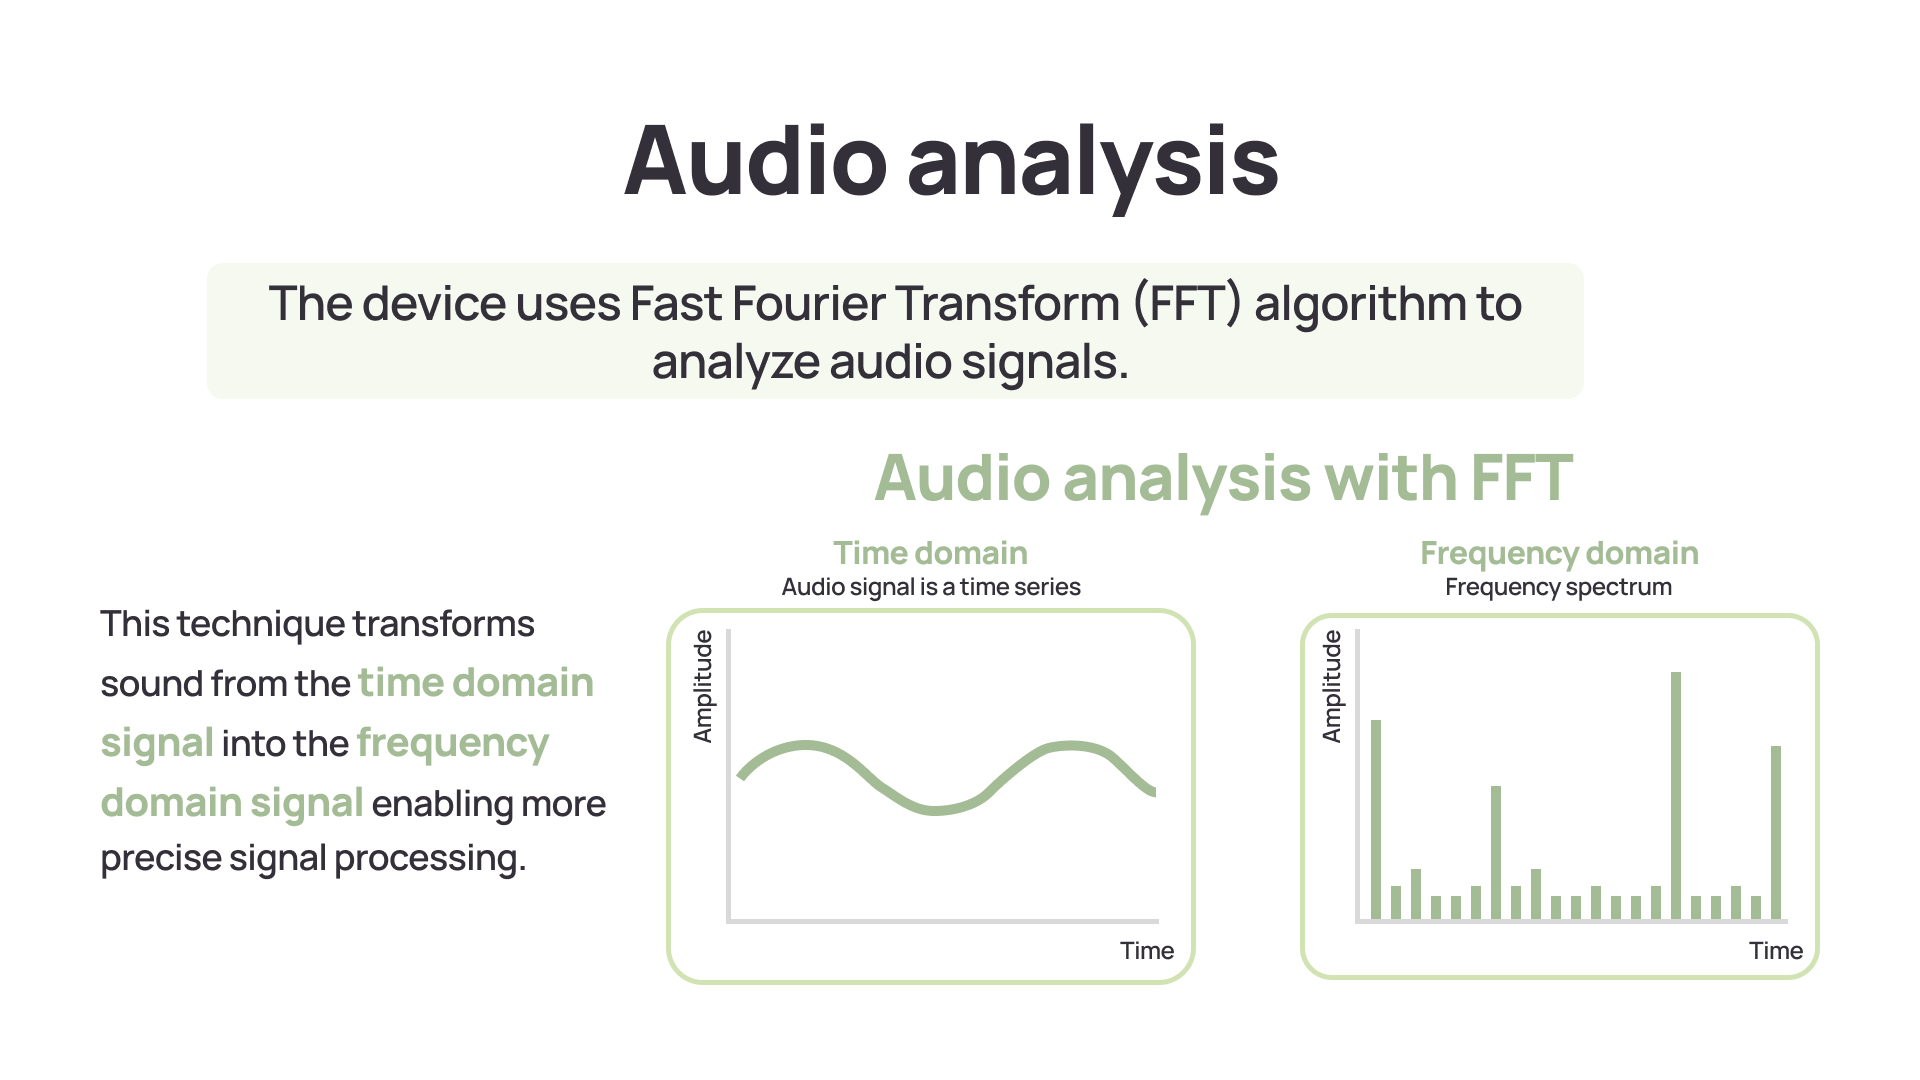 Audio analysis
The device uses Fast Fourier Transform (FFT) algorithm to
analyze audio signals.
This technique transforms
sound from the time domain
signal into the frequency
domain signal enabling more
precise signal processing.
Audio analysis with FFT
Time domain
Audio signal is a time series
Amplitude
Time
Frequency domain
Frequency spectrum
Amplitude
Time